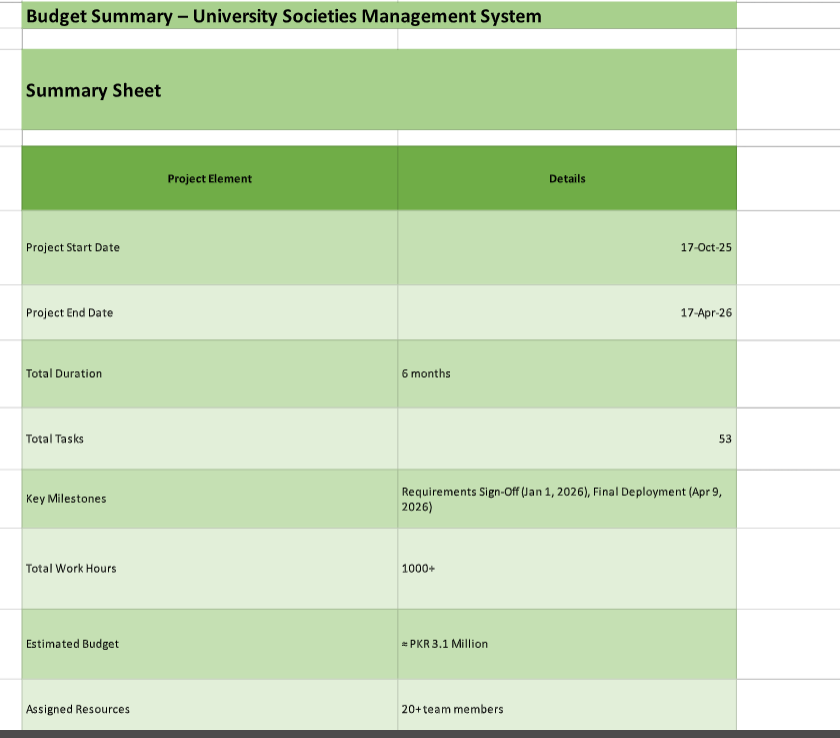 Budget Summary – University Societies Management System
Summary Sheet
Project Element Details
Project Start Date 17-Oct-25
Project End Date 17-Apr-26
Total Duration 6 months
Total Tasks 53
Key Milestones Requirements Sign-Off (Jan 1, 2026), Final Deployment (Apr 9,
2026)
Total Work Hours 1000+
Estimated Budget ≈ PKR 3.1 Million
Assigned Resources 20+ team members